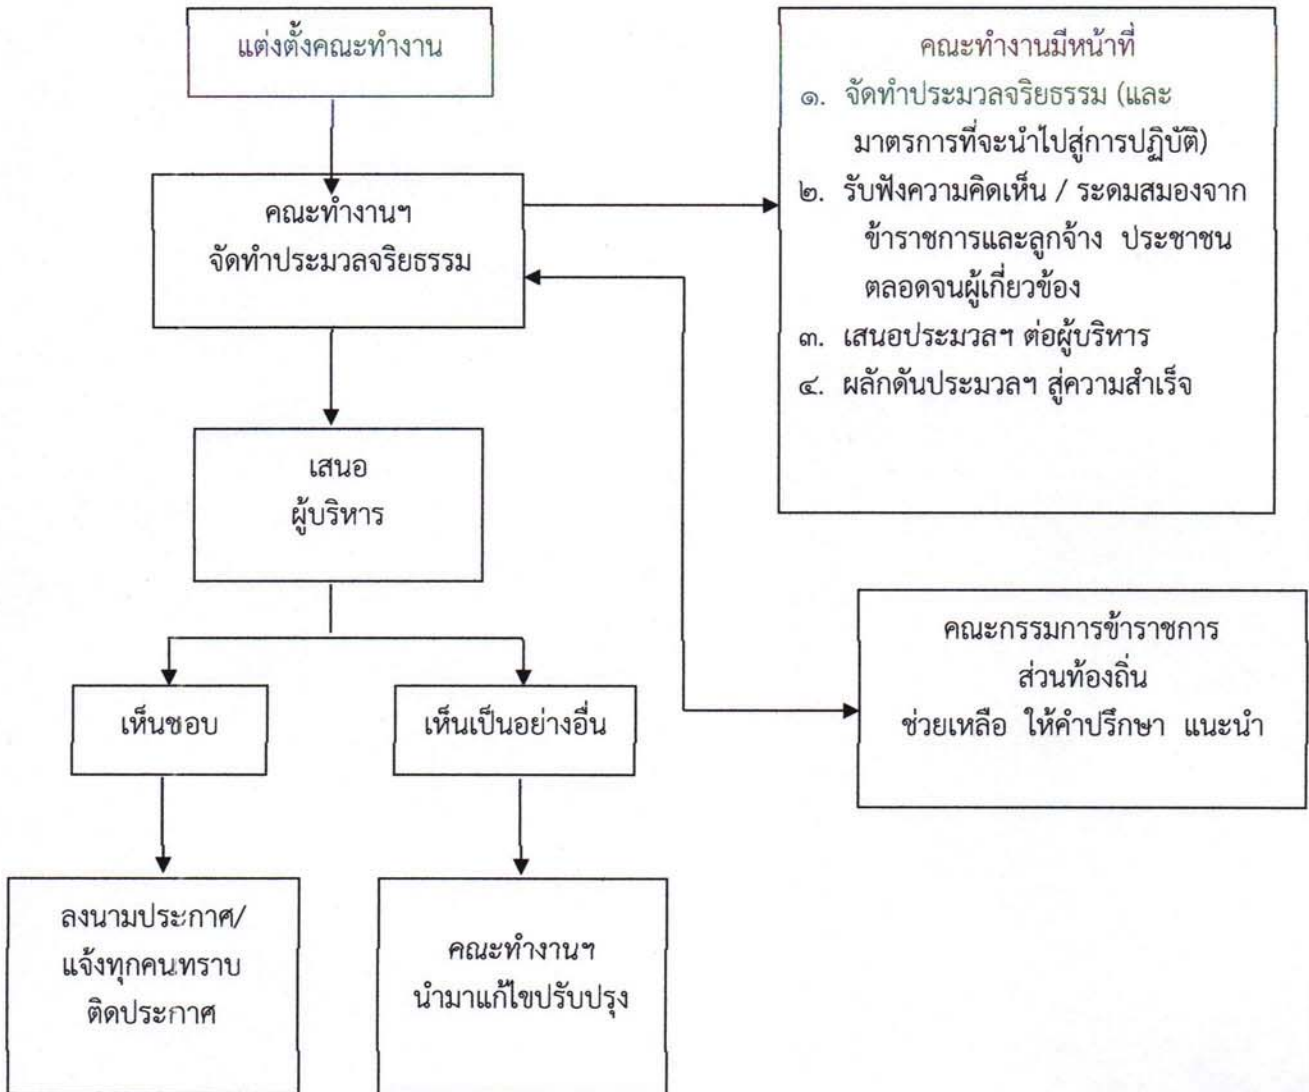 แต่งตั้งคณะทำงาน
คณะทำงานมีหน้าที่
๑. จัดทำประมวลจริยธรรม (และ
มาตรการที่จะนำไปสู่การปฏิบัติ)
๒. รับฟังความคิดเห็น / ระดมสมองจาก
ข้าราชการและลูกจ้าง ประชาชน
ตลอดจนผู้เกี่ยวข้อง
๓. เสนอประมวลฯ ต่อผู้บริหาร
๔. ผลักดันประมวลฯ สู่ความสำเร็จ
คณะทำงานฯ
จัดทำประมวลจริยธรรม
เสนอ
ผู้บริหาร
คณะกรรมการข้าราชการ
ส่วนท้องถิ่น
ช่วยเหลือ ให้คำปรึกษา แนะนำ
เห็นชอบ
เห็นเป็นอย่างอื่น
ลงนามประกาศ/
แจ้งทุกคนทราบ
ติดประกาศ
คณะทำงานฯ
นำมาแก้ไขปรับปรุง